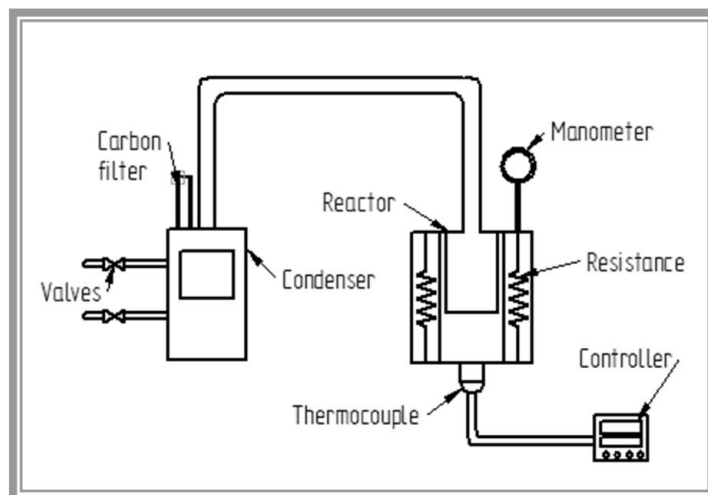 Carbon
filter
Manometer
Reactor
Condenser
Resistance
Valves
Controller
Thermocouple